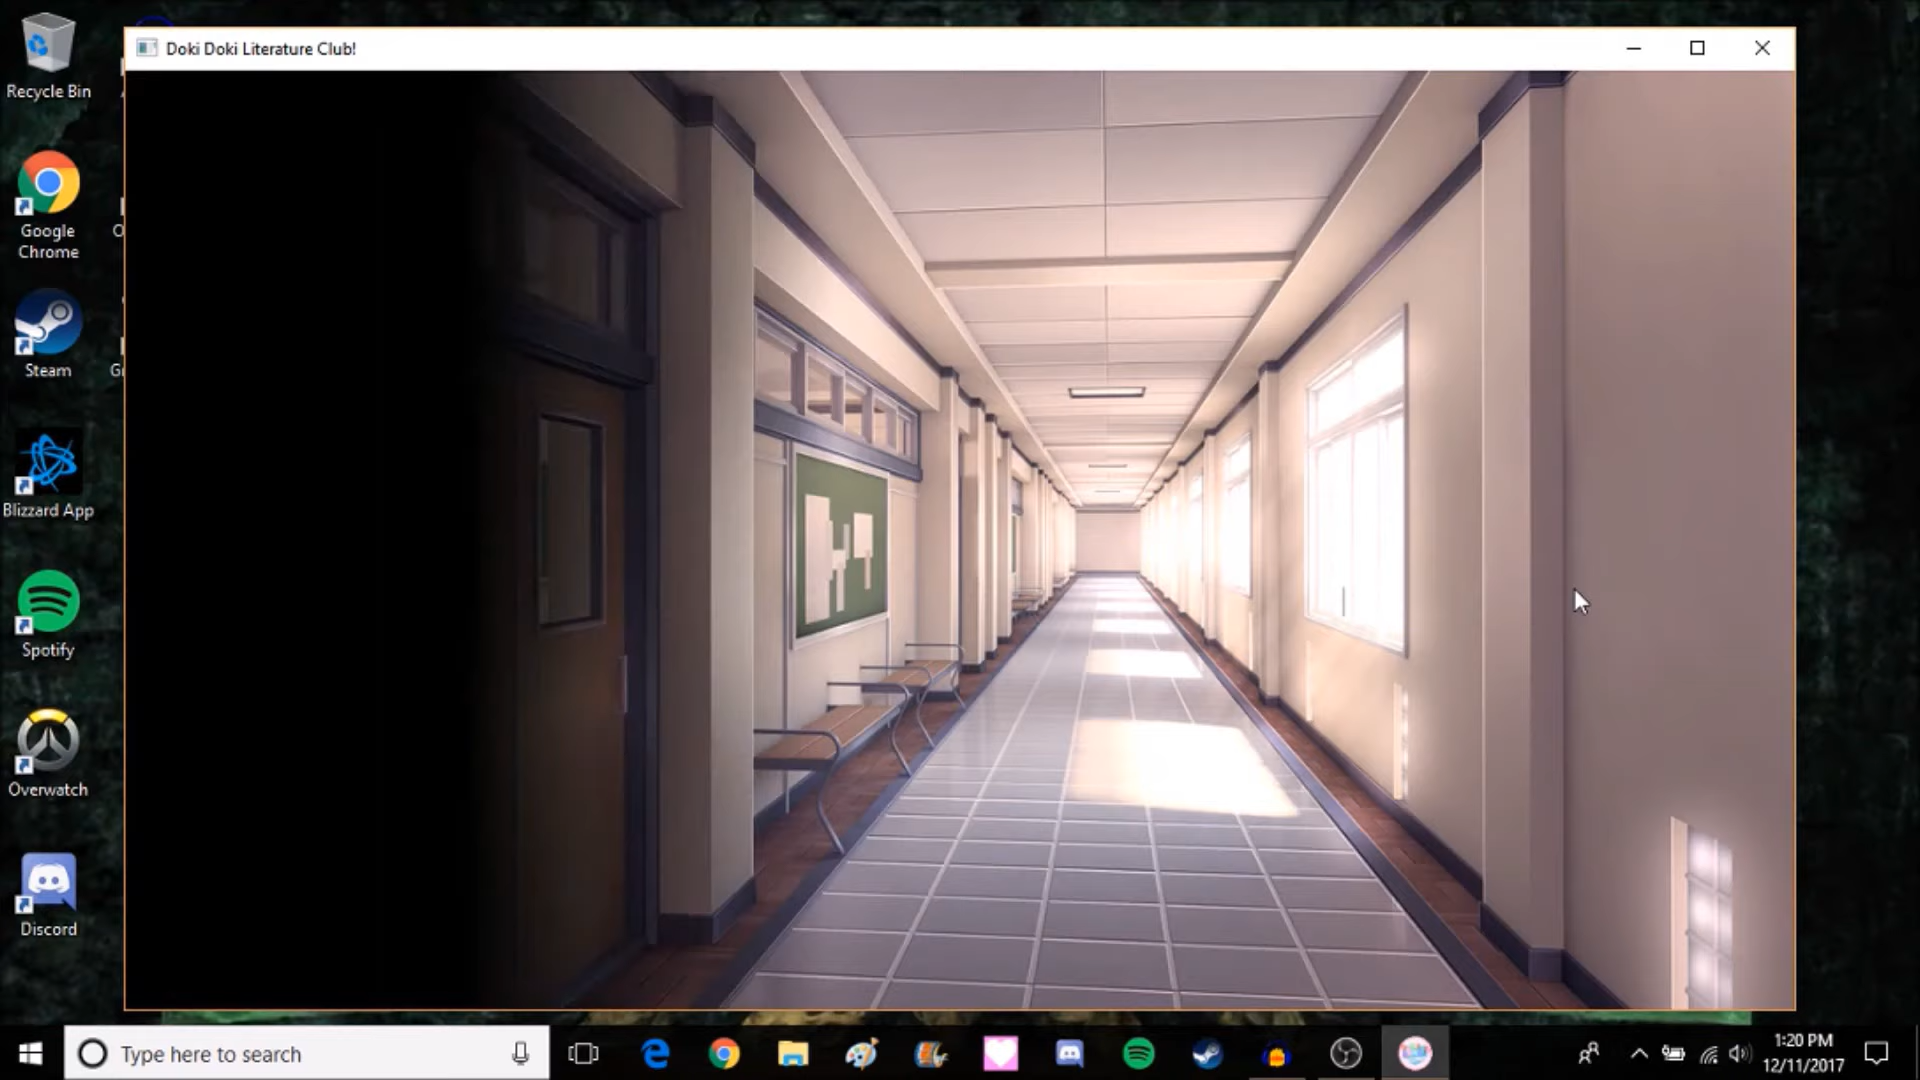 Doki Doki Literature Club!
Recycle Bin
Google
Chrome
Steam
Blizzard App
Spotify
Overwatch
Discord
Type here to search
1:20 PM
12/11/2017